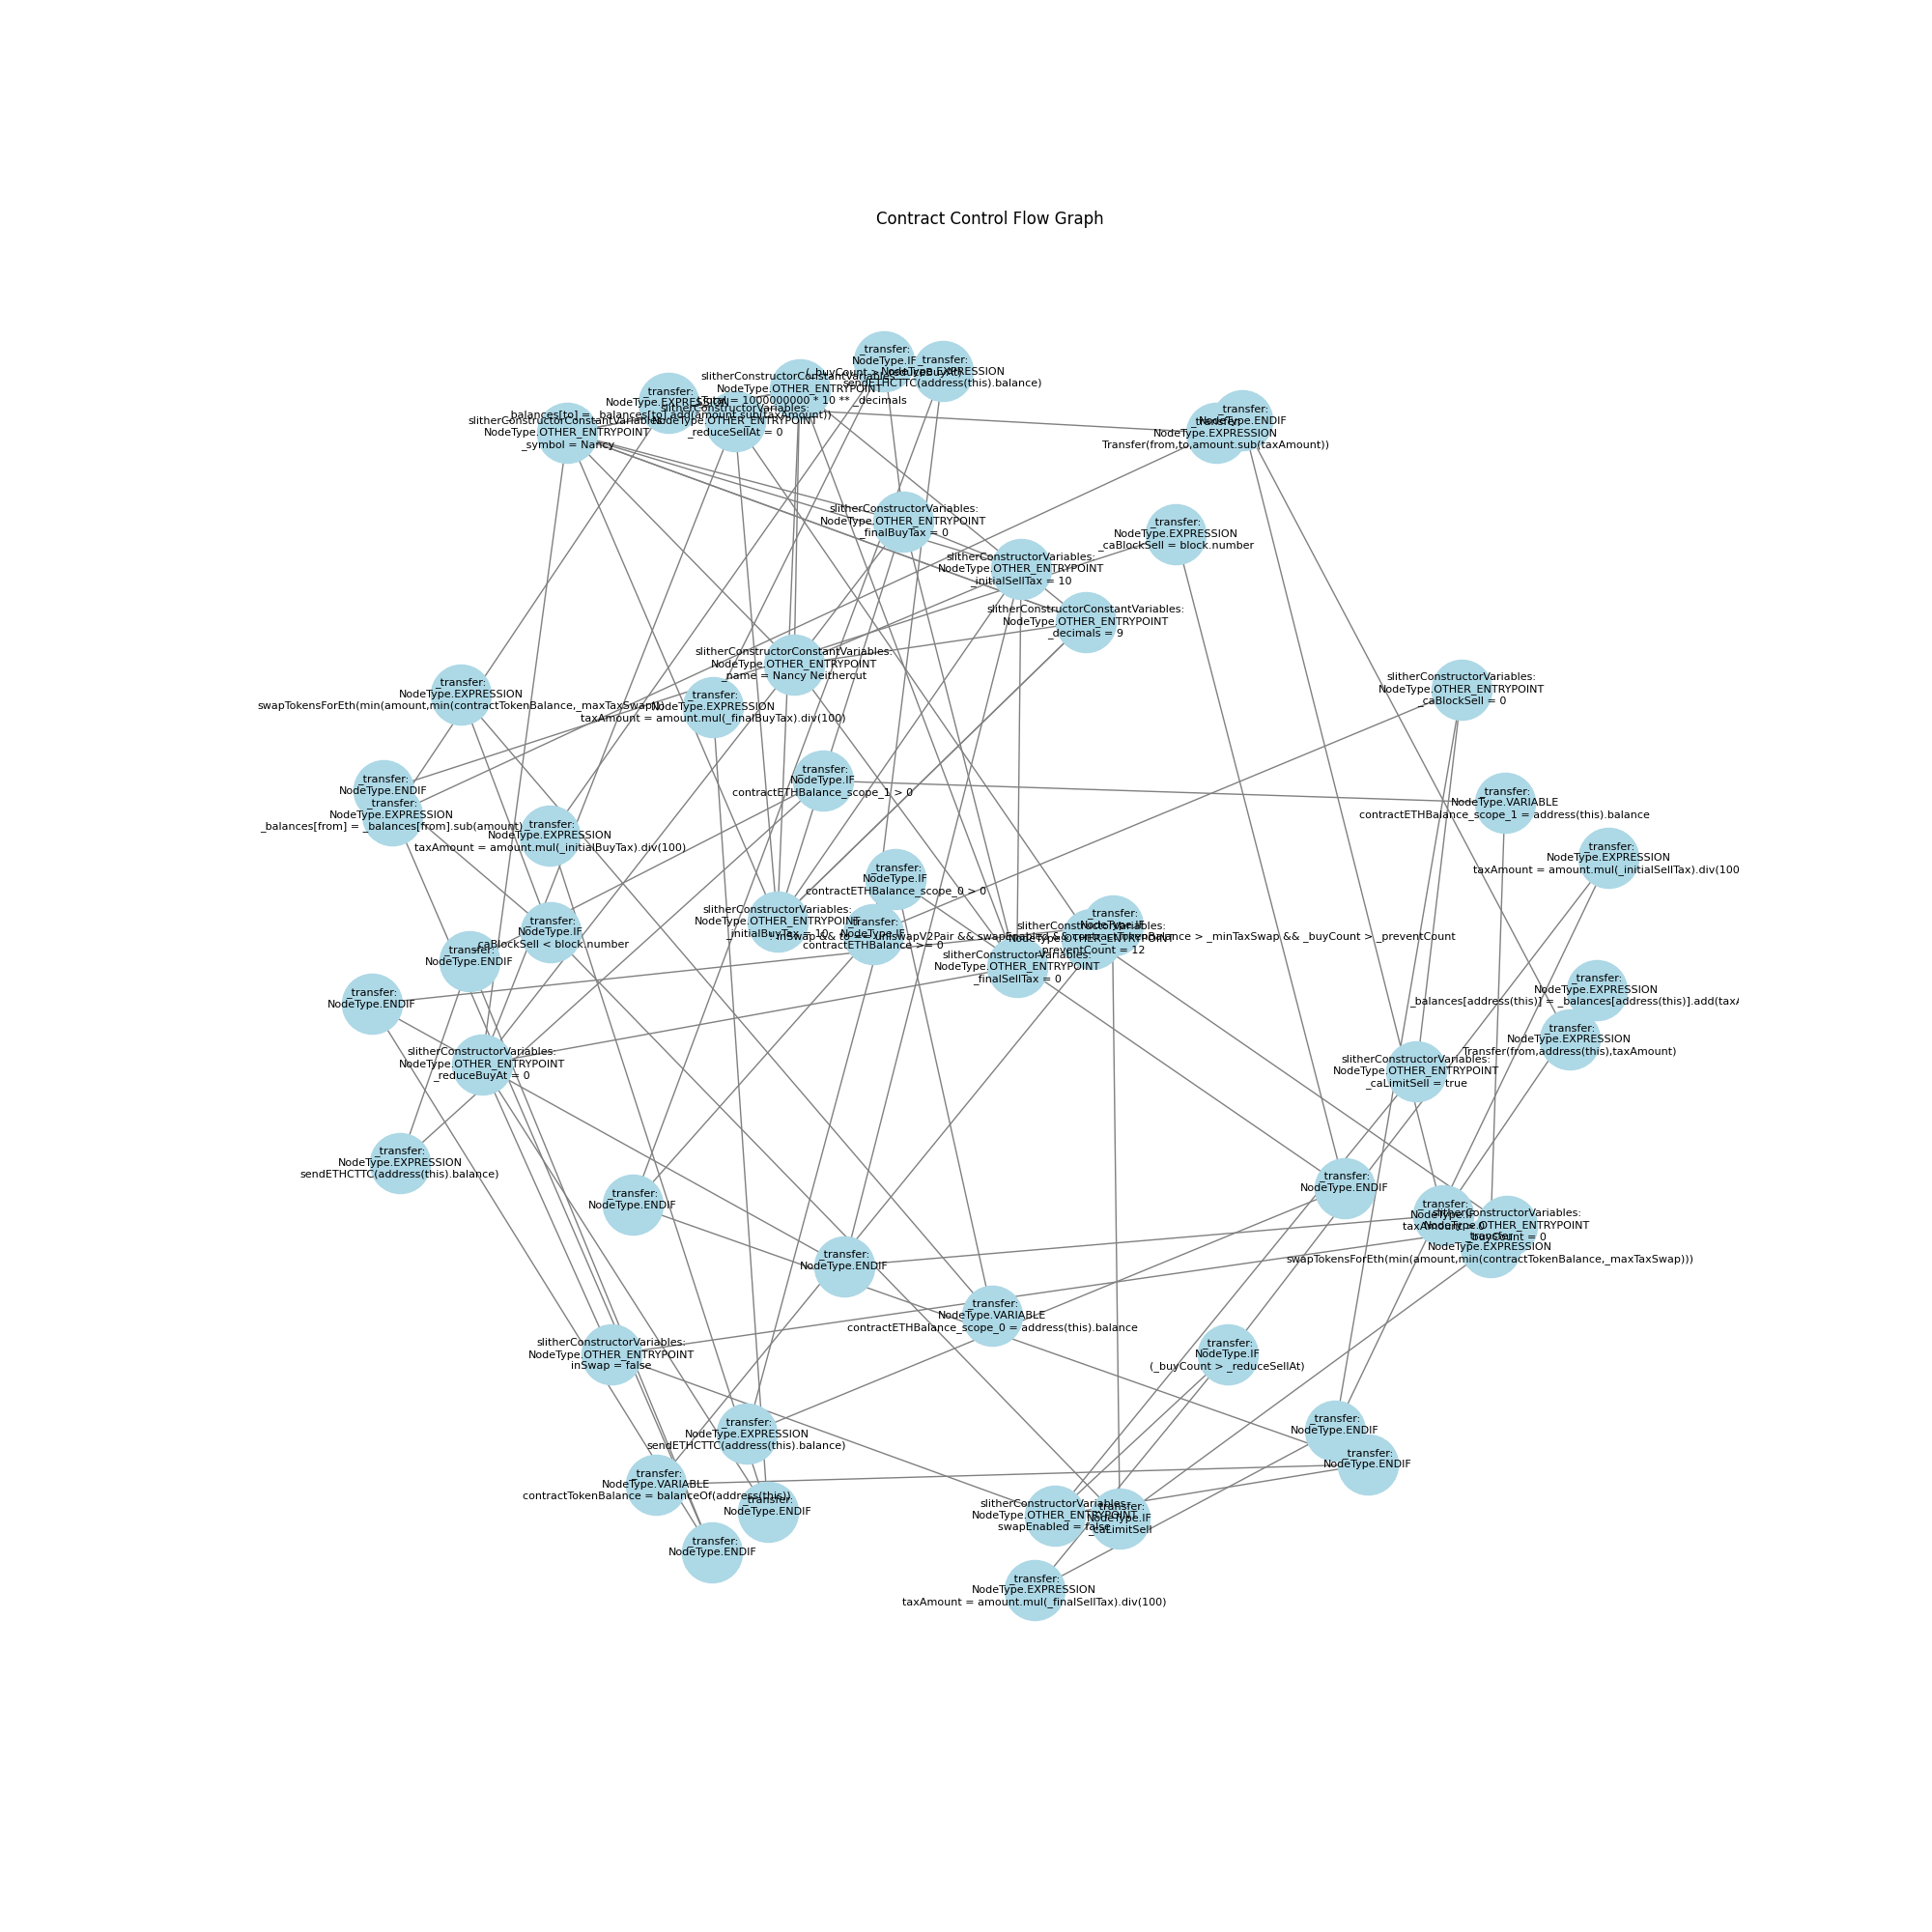 Contract Control Flow Graph
_transfer:
NodeType.IF
(_buyCount > _reduceBuyAt)
_transfer:
NodeType.EXPRESSION
sendETHCTTC(address(this).balance)
slitherConstructorConstantVariables:
NodeType.OTHER_ENTRYPOINT
_tTotal = 1000000000 * 10 ** _decimals
_transfer:
NodeType.EXPRESSION
_balances[to] = _balances[to].add(amount.sub(taxAmount))
slitherConstructorVariables:
NodeType.OTHER_ENTRYPOINT
_reduceSellAt = 0
slitherConstructorConstantVariables:
NodeType.OTHER_ENTRYPOINT
_symbol = Nancy
_transfer:
NodeType.ENDIF
_transfer:
NodeType.EXPRESSION
Transfer(from,to,amount.sub(taxAmount))
slitherConstructorVariables:
NodeType.OTHER_ENTRYPOINT
_finalBuyTax = 0
_transfer:
NodeType.EXPRESSION
_caBlockSell = block.number
slitherConstructorVariables:
NodeType.OTHER_ENTRYPOINT
_initialSellTax = 10
slitherConstructorConstantVariables:
NodeType.OTHER_ENTRYPOINT
_decimals = 9
slitherConstructorConstantVariables:
NodeType.OTHER_ENTRYPOINT
_name = Nancy Neithercut
_transfer:
NodeType.EXPRESSION
swapTokensForEth(min(amount,min(contractTokenBalance,_maxTaxSwap)))
_transfer:
NodeType.EXPRESSION
taxAmount = amount.mul(_finalBuyTax).div(100)
slitherConstructorVariables:
NodeType.OTHER_ENTRYPOINT
_caBlockSell = 0
_transfer:
NodeType.IF
contractETHBalance_scope_1 > 0
_transfer:
NodeType.ENDIF
_transfer:
NodeType.EXPRESSION
_balances[from] = _balances[from].sub(amount)
_transfer:
NodeType.VARIABLE
contractETHBalance_scope_1 = address(this).balance
_transfer:
NodeType.EXPRESSION
taxAmount = amount.mul(_initialBuyTax).div(100)
_transfer:
NodeType.EXPRESSION
taxAmount = amount.mul(_initialSellTax).div(100
_transfer:
NodeType.IF
contractETHBalance_scope_0 > 0
slitherConstructorVariables:
NodeType.OTHER_ENTRYPOINT
_initialBuyTax = 10
_transfer:
NodeType.IF
contractETHBalance >= 0
_transfer:
NodeType.IF
! inSwap && to == uniswapV2Pair && swapEnabled && contractTokenBalance > _minTaxSwap && _buyCount > _preventCount
slitherConstructorVariables:
NodeType.OTHER_ENTRYPOINT
_preventCount = 12
_transfer:
NodeType.IF
_caBlockSell < block.number
_transfer:
NodeType.ENDIF
slitherConstructorVariables:
NodeType.OTHER_ENTRYPOINT
_finalSellTax = 0
_transfer:
NodeType.ENDIF
_transfer:
NodeType.EXPRESSION
_balances[address(this)] = _balances[address(this)].add(tax
_transfer:
NodeType.EXPRESSION
Transfer(from,address(this),taxAmount)
slitherConstructorVariables:
NodeType.OTHER_ENTRYPOINT
_reduceBuyAt = 0
slitherConstructorVariables:
NodeType.OTHER_ENTRYPOINT
_caLimitSell = true
_transfer:
NodeType.EXPRESSION
sendETHCTTC(address(this).balance)
_transfer:
NodeType.ENDIF
_transfer:
NodeType.ENDIF
_transfer:
NodeType.IF
taxAmount > 0
slitherConstructorVariables:
NodeType.OTHER_ENTRYPOINT
_buyCount = 0
_transfer:
NodeType.EXPRESSION
swapTokensForEth(min(amount,min(contractTokenBalance,_maxTaxSwap)))
_transfer:
NodeType.ENDIF
_transfer:
NodeType.VARIABLE
contractETHBalance_scope_0 = address(this).balance
slitherConstructorVariables:
NodeType.OTHER_ENTRYPOINT
inSwap = false
_transfer:
NodeType.IF
(_buyCount > _reduceSellAt)
_transfer:
NodeType.ENDIF
_transfer:
NodeType.EXPRESSION
sendETHCTTC(address(this).balance)
_transfer:
NodeType.ENDIF
_transfer:
NodeType.VARIABLE
contractTokenBalance = balanceOf(address(this))
_transfer:
NodeType.ENDIF
slitherConstructorVariables:
NodeType.OTHER_ENTRYPOINT
swapEnabled = false
_transfer:
NodeType.IF
_caLimitSell
_transfer:
NodeType.ENDIF
_transfer:
NodeType.EXPRESSION
taxAmount = amount.mul(_finalSellTax).div(100)